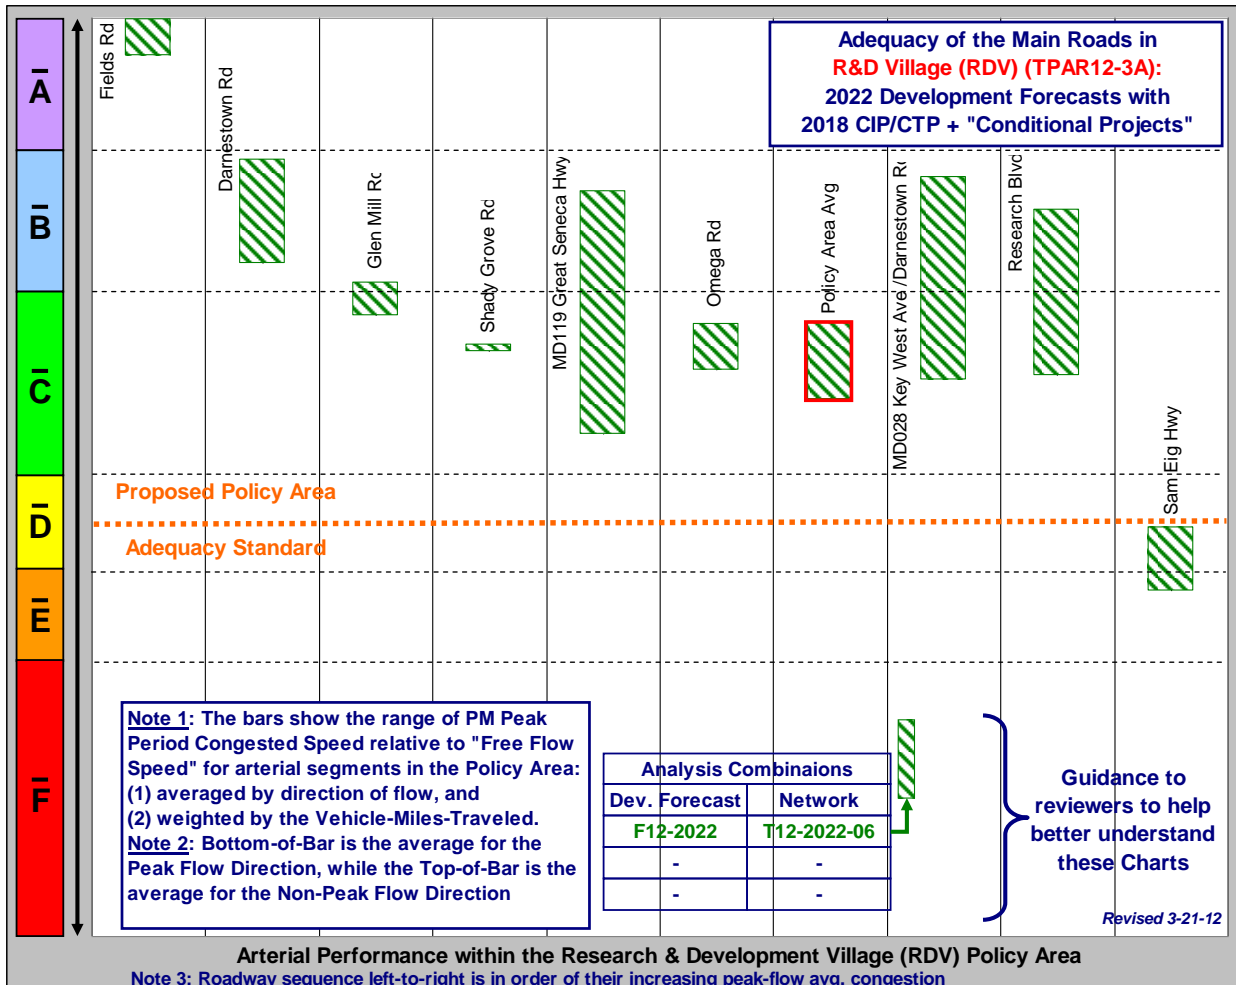 Adequacy of the Main Roads in
R&D Village (RDV) (TPAR12-3A):
2022 Development Forecasts with
2018 CIP/CTP + "Conditional Projects"
A
B
C
D
E
F
Fields Rd
Darnestown Rd
Glen Mill Rd
Shady Grove Rd
MD119 Great Seneca Hwy
Omega Rd
Policy Area Avg
MD028 Key West Ave /Darnestown Rd
Research Blvd
Sam Eig Hwy
Proposed Policy Area
Adequacy Standard
Note 1: The bars show the range of PM Peak
Period Congested Speed relative to "Free Flow
Speed" for arterial segments in the Policy Area:
(1) averaged by direction of flow, and
(2) weighted by the Vehicle-Miles-Traveled.
Note 2: Bottom-of-Bar is the average for the
Peak Flow Direction, while the Top-of-Bar is the
average for the Non-Peak Flow Direction
Analysis Combinaions
Dev. Forecast Network
F12-2022 T12-2022-06
- -
- -
Guidance to
reviewers to help
better understand
these Charts
Revised 3-21-12
Arterial Performance within the Research & Development Village (RDV) Policy Area
Note 3: Roadway sequence left-to-right is in order of their increasing peak-flow avg. congestion